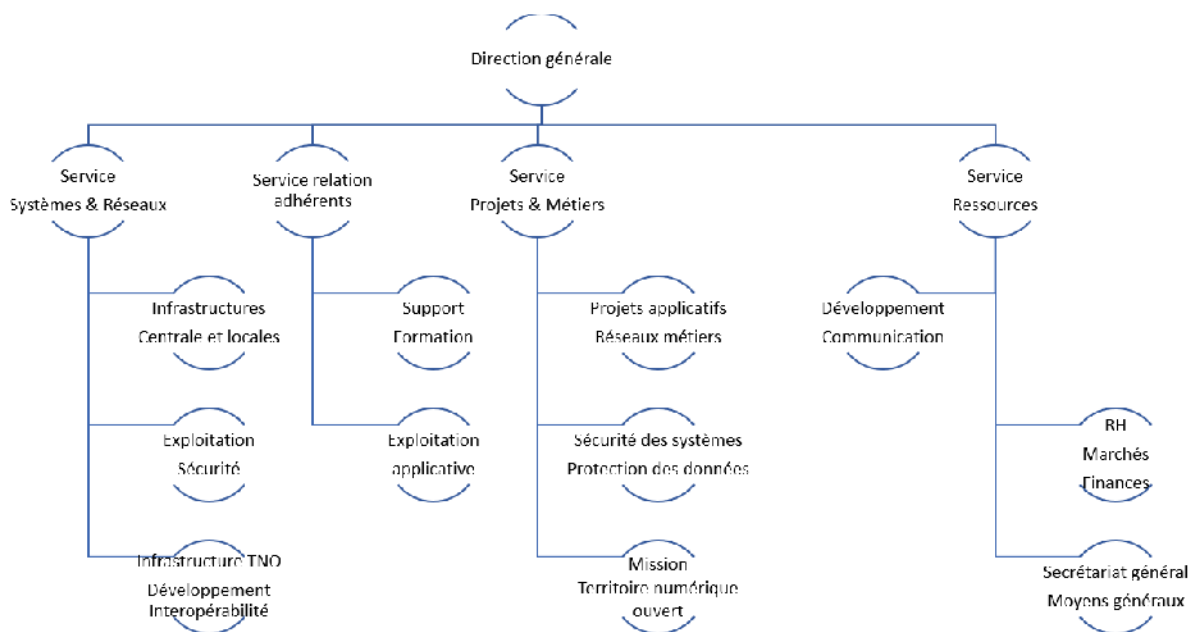 Direction générale
Service
Systèmes & Réseaux
Service relation
adhérents
Service
Projets & Métiers
Service
Ressources
Infrastructures
Centrale et locales
Support
Formation
Projets applicatifs
Réseaux métiers
Développement
Communication
Exploitation
Sécurité
Exploitation
applicative
Sécurité des systèmes
Protection des données
RH
Marchés
Finances
Infrastructure TNO
Développement
Interopérabilité
Mission
Territoire numérique
ouvert
Secrétariat général
Moyens généraux